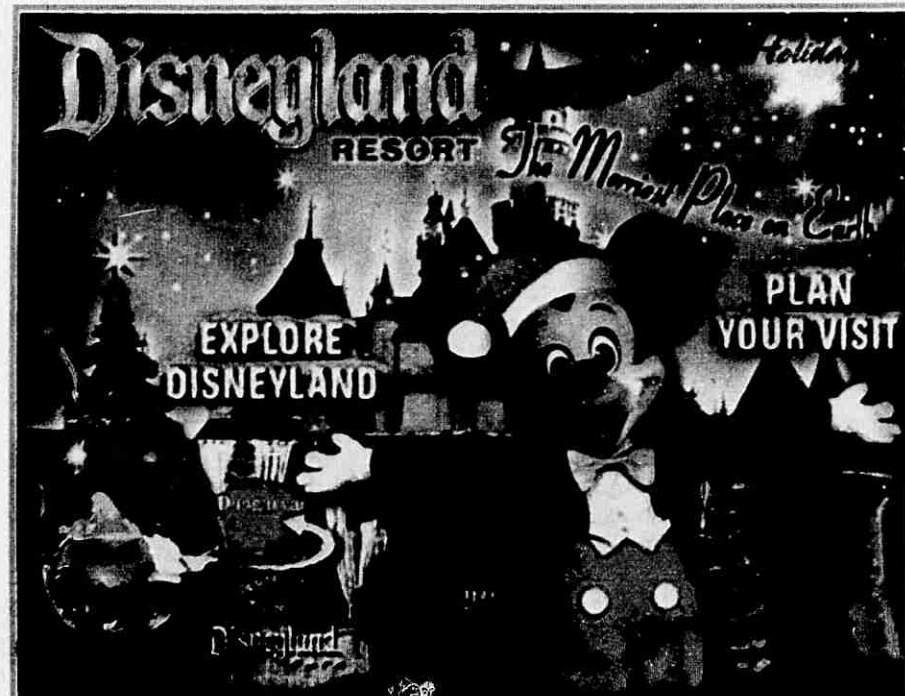 Disneyland
RESORT
Holiday
The Merriest Place on Earth
PLAN
YOUR VISIT
EXPLORE
DISNEYLAND
Disneyland